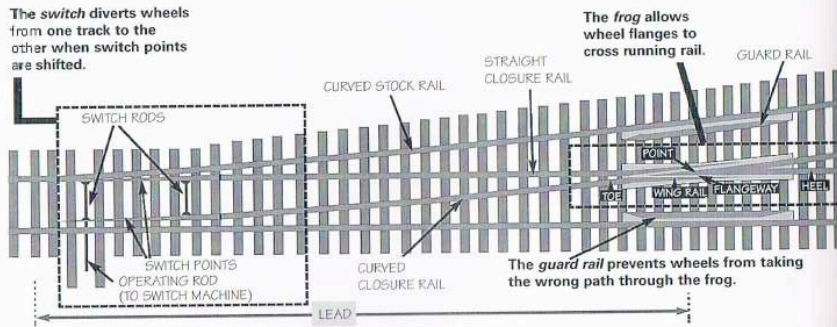 The switch diverts wheels
from one track to the
other when switch points
are shifted.
The frog allows
wheel flanges to
cross running rail.
GUARD RAIL
STRAIGHT
CLOSURE RAIL
CURVED STOCK RAIL
SWITCH RODS
POINT
TOE
WING RAIL
FLANGEWAY
HEEL
SWITCH POINTS
OPERATING ROD
(TO SWITCH MACHINE)
CURVED
CLOSURE RAIL
The guard rail prevents wheels from taking
the wrong path through the frog.
LEAD